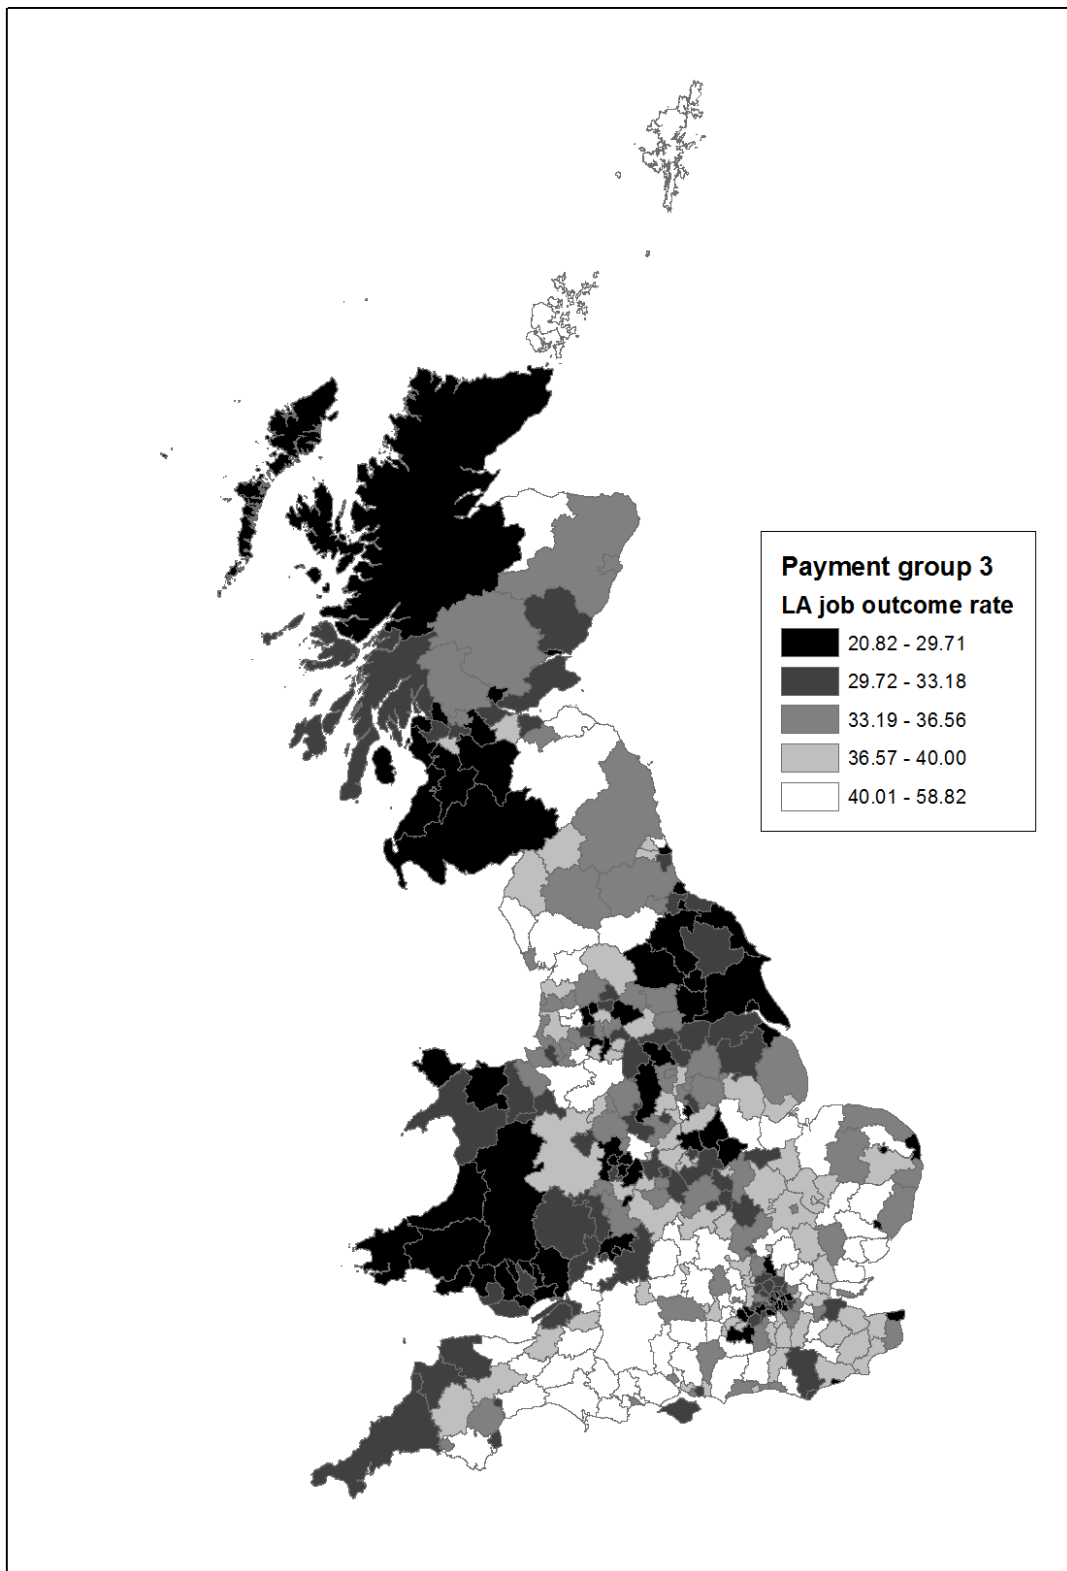 Payment group 3
LA job outcome rate
20.82 - 29.71
29.72 - 33.18
33.19 - 36.56
36.57 - 40.00
40.01 - 58.82